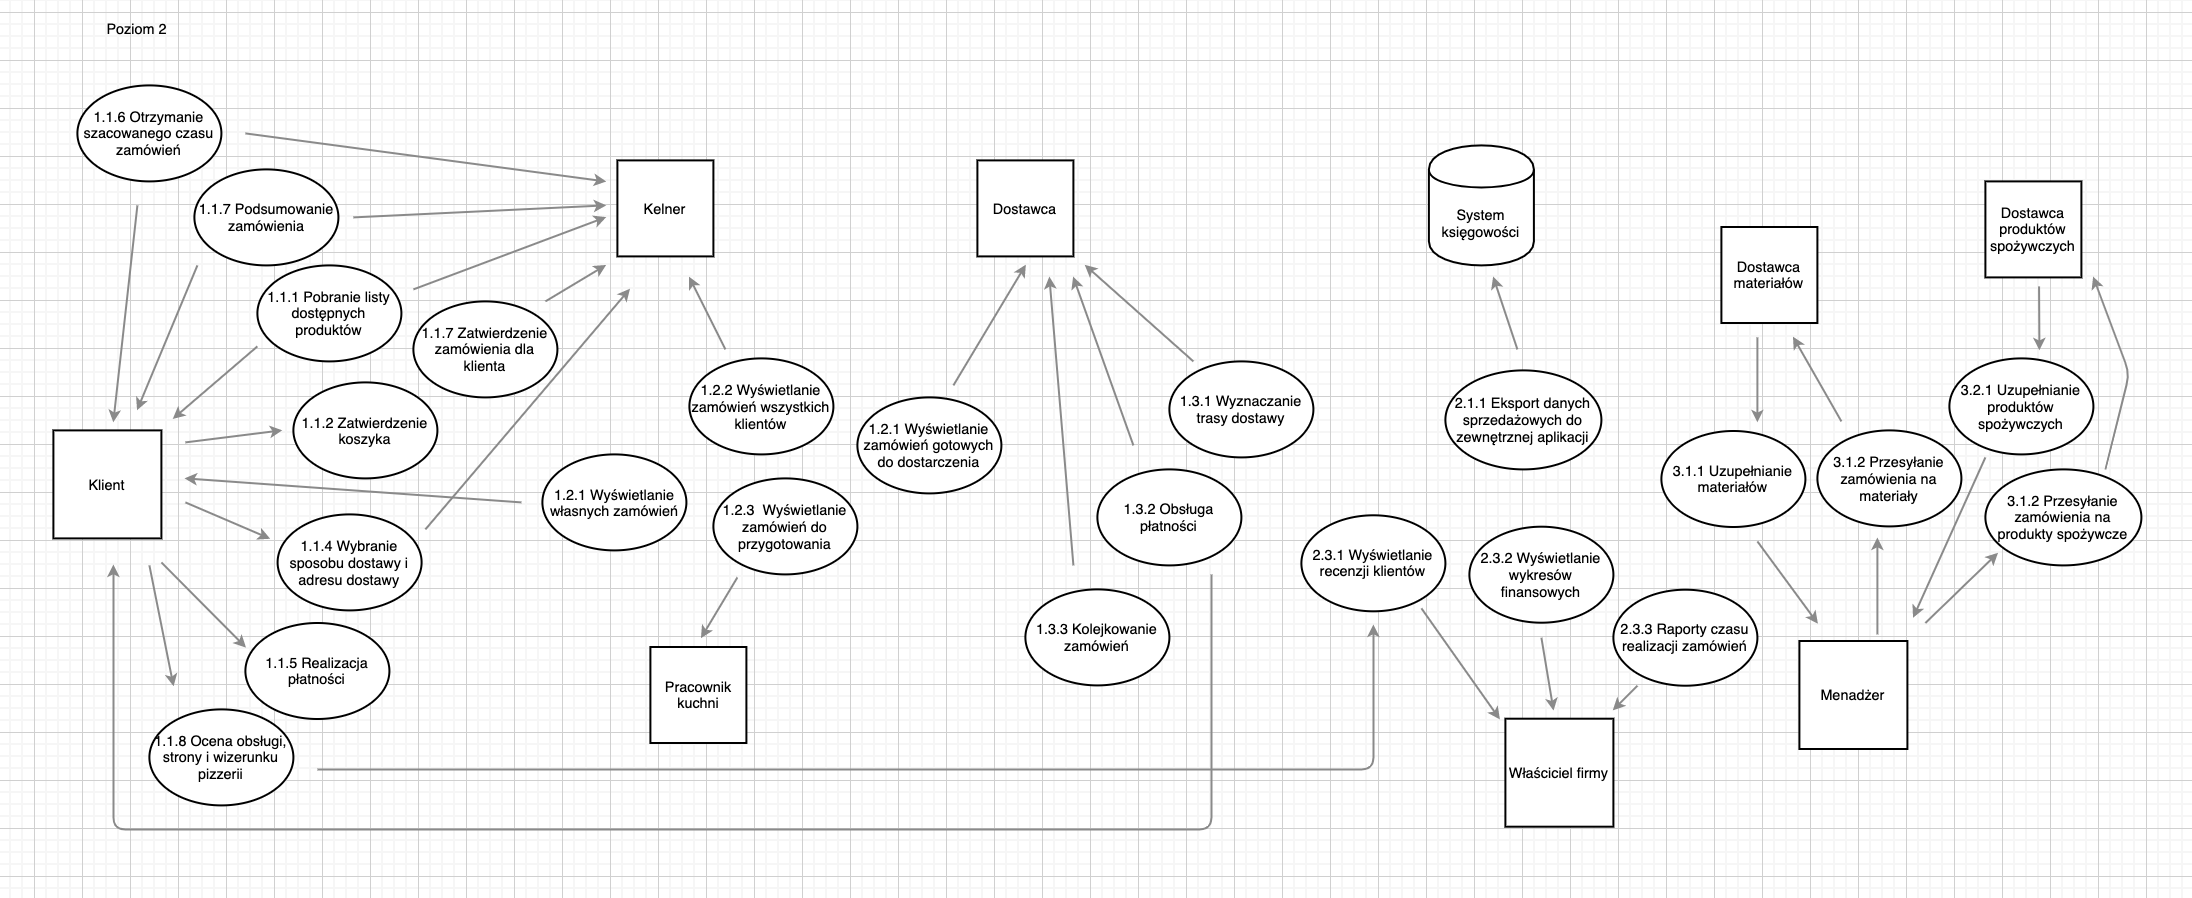 Poziom 2
1.1.6 Otrzymanie
szacowanego czasu
zamówień
1.1.7 Podsumowanie
zamówienia
1.1.1 Pobranie listy
dostępnych
produktów
1.1.7 Zatwierdzenie
zamówienia dla
klienta
1.1.2 Zatwierdzenie
koszyka
Klient
1.1.4 Wybranie
sposobu dostawy i
adresu dostawy
1.1.5 Realizacja
płatności
1.1.8 Ocena obsługi,
strony i wizerunku
pizzerii
Kelner
1.2.2 Wyświetlanie
zamówień wszystkich
klientów
1.2.1 Wyświetlanie
własnych zamówień
1.2.3 Wyświetlanie
zamówień do
przygotowania
Pracownik
kuchni
Dostawca
1.2.1 Wyświetlanie
zamówień gotowych
do dostarczenia
1.3.1 Wyznaczanie
trasy dostawy
1.3.2 Obsługa
płatności
1.3.3 Kolejkowanie
zamówień
System
księgowości
2.1.1 Eksport danych
sprzedażowych do
zewnętrznej aplikacji
2.3.1 Wyświetlanie
recenzji klientów
2.3.2 Wyświetlanie
wykresów
finansowych
2.3.3 Raporty czasu
realizacji zamówień
Właściciel firmy
Dostawca
materiałów
3.1.1 Uzupełnianie
materiałów
3.1.2 Przesyłanie
zamówienia na
materiały
Dostawca
produktów
spożywczych
3.2.1 Uzupełnianie
produktów
spożywczych
3.1.2 Przesyłanie
zamówienia na
produkty spożywcze
Menadżer